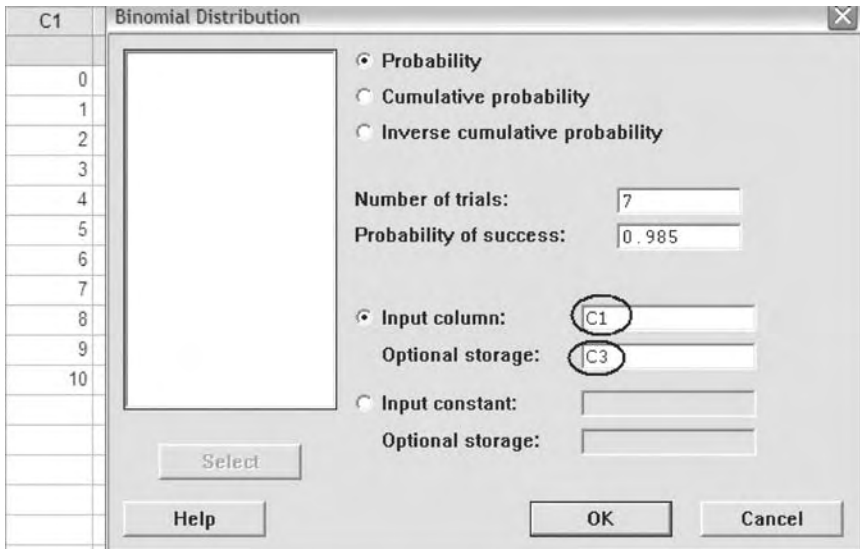 C1
Binomial Distribution
0
1
2
3
4
5
6
7
8
9
10
Probability
Cumulative probability
Inverse cumulative probability
Number of trials: 7
Probability of success: 0.985
Input column: C1
Optional storage: C3
Input constant:
Optional storage:
Select
Help
OK
Cancel